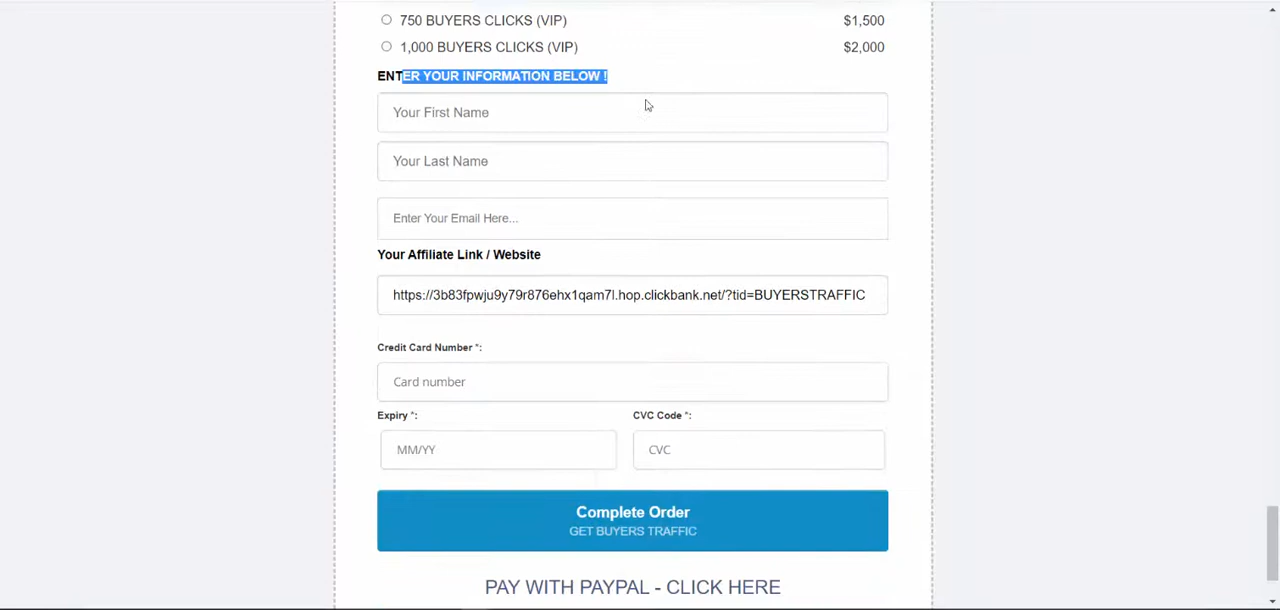 750 BUYERS CLICKS (VIP) $1,500
1,000 BUYERS CLICKS (VIP) $2,000
ENTER YOUR INFORMATION BELOW !
Your First Name
Your Last Name
Enter Your Email Here...
Your Affiliate Link / Website
https://3b83fpwju9y79r876ehx1qam7l.hop.clickbank.net/?tid=BUYERSTRAFFIC
Credit Card Number *:
Card number
Expiry *: CVC Code *:
MM/YY CVC
Complete Order
GET BUYERS TRAFFIC
PAY WITH PAYPAL - CLICK HERE